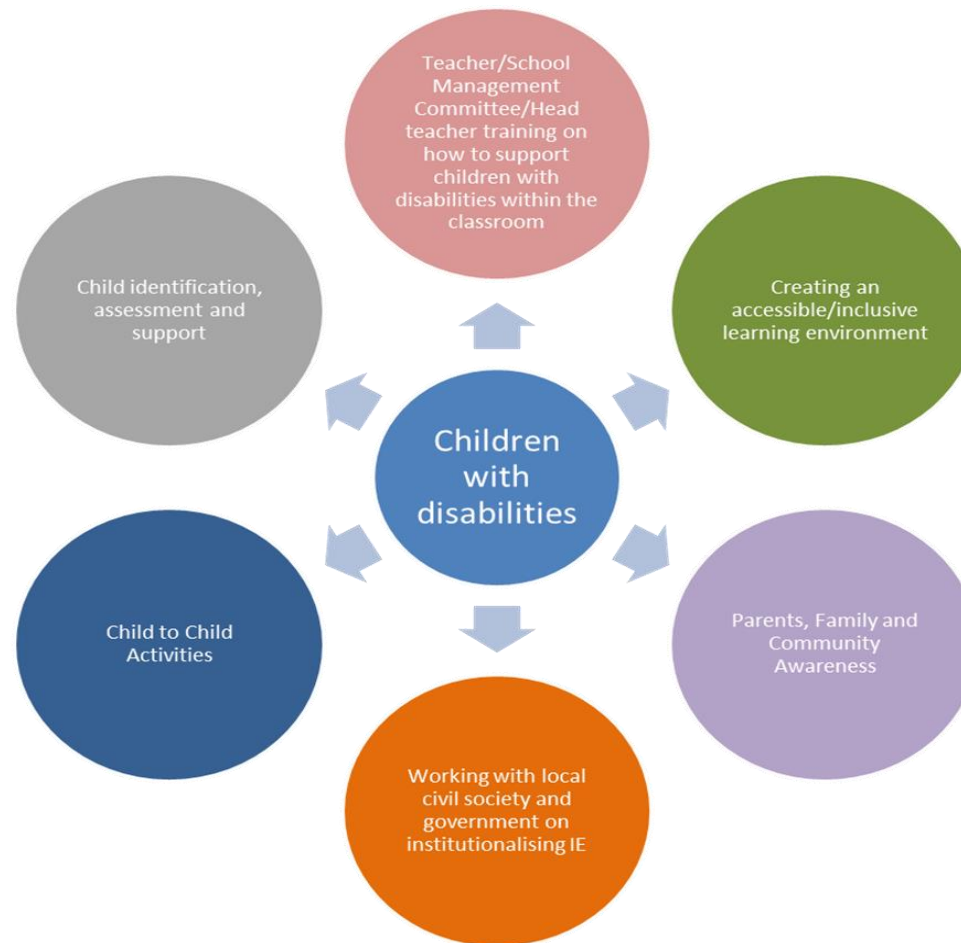 Teacher/School
Management
Committee/Head
teacher training on
how to support
children with
disabilities within the
classroom
Child identification,
assessment and
support
Creating an
accessible/inclusive
learning environment
Children
with
disabilities
Child to Child
Activities
Parents, Family and
Community
Awareness
Working with local
civil society and
government on
institutionalising IE